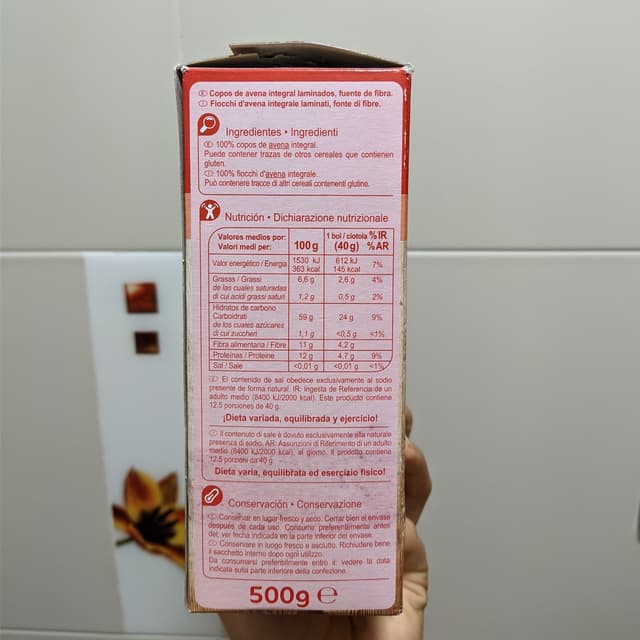 Ⓔ Copos de avena integral laminados, fuente de fibra.
Ⓘ Fiocchi d'avena integrale laminati, fonte di fibre.
Ingredientes • Ingredienti
Ⓔ 100% copos de avena integral.
Puede contener trazas de otros cereales que contienen
gluten.
Ⓘ 100% fiocchi d'avena integrale.
Può contenere tracce di altri cereali contenenti glutine.
Nutrición • Dichiarazione nutrizionale
Valores medios por: 1 bol / ciotola %IR
Valori medi per: 100 g (40g) %AR
Valor energético / Energia 1530 kJ 612 kJ 7%
363 kcal 145 kcal
Grasas / Grassi 6,6 g 2,6 g 4%
de las cuales saturadas
di cui acidi grassi saturi 1,2 g 0,5 g 2%
Hidratos de carbono
Carboidrati 59 g 24 g 9%
de los cuales azúcares
di cui zuccheri 1,1 g <0,5 g <1%
Fibra alimentaria / Fibre 11 g 4,2 g
Proteínas / Proteine 12 g 4,7 g 9%
Sal / Sale <0,01 g <0,01 g <1%
Ⓔ El contenido de sal obedece exclusivamente al sodio
presente de forma natural. IR: Ingesta de Referencia de un
adulto medio (8400 kJ/2000 kcal). Este producto contiene
12.5 porciones de 40 g.
¡Dieta variada, equilibrada y ejercicio!
Ⓘ Il contenuto di sale è dovuto esclusivamente alla naturale
presenza di sodio. AR: Assunzioni di Riferimento di un adulto
medio (8400 kJ/2000 kcal), al giorno. Il prodotto contiene
12.5 porzioni da 40 g.
Dieta varia, equilibrata ed esercizio fisico!
Conservación • Conservazione
Ⓔ Conservar en lugar fresco y seco. Cerrar bien el envase
después de cada uso. Consumir preferentemente antes
del: ver fecha indicada en la parte inferior del envase.
Ⓘ Conservare in luogo fresco e asciutto. Richiudere bene
il sacchetto interno dopo ogni utilizzo.
Da consumarsi preferibilmente entro il: vedere la data
indicata sulla parte inferiore della confezione.
500g ℮